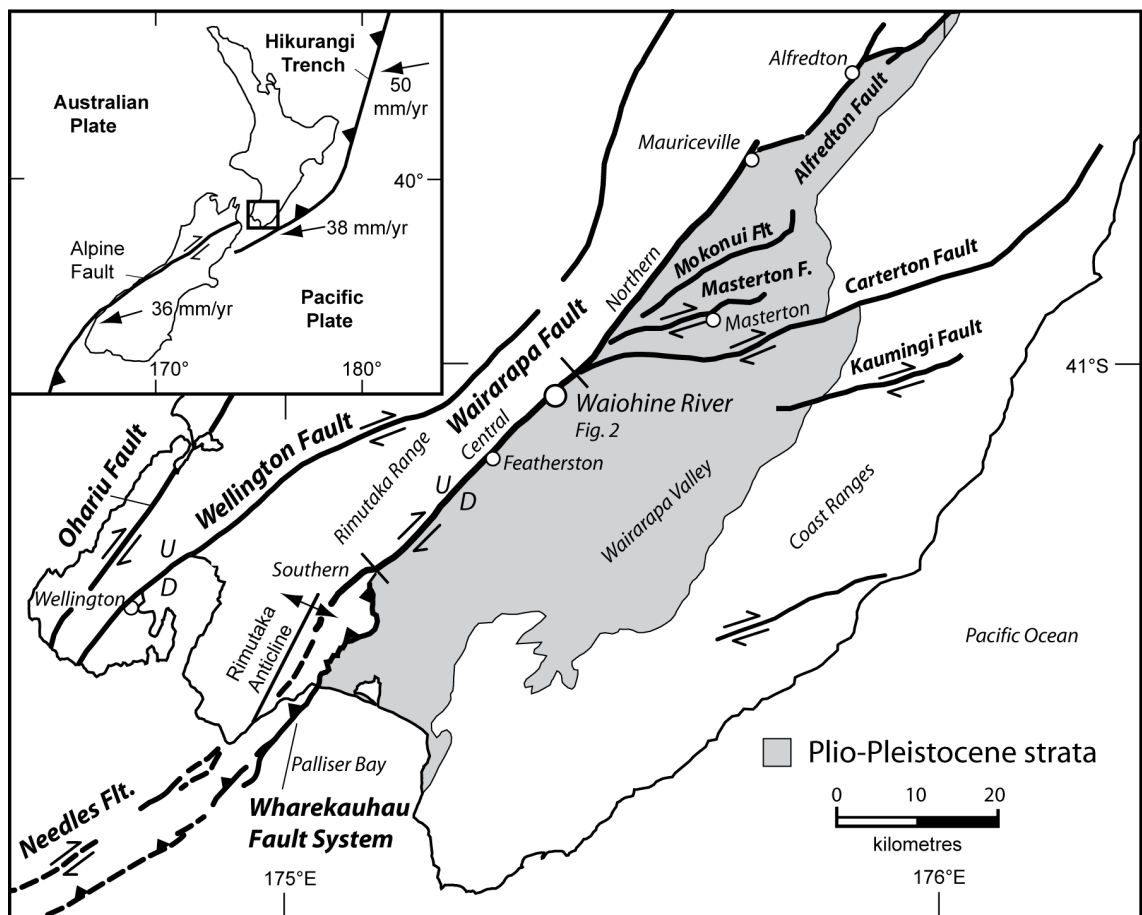 Hikurangi
Trench
50
mm/yr
Australian
Plate
40°
38 mm/yr
Alpine
Fault
36 mm/yr
Pacific
Plate
170°
180°
Alfredton
Mauriceville
Alfredton Fault
Northern
Mokonui Flt
Masterton F.
Masterton
Carterton Fault
Kaumingi Fault
41°S
Wairarapa Fault
Waiohine River
Fig. 2
Central
Featherston
Rimutaka Range
U
D
Wellington Fault
Ohariu Fault
U
D
Wellington
Southern
Rimutaka
Anticline
Wairarapa Valley
Coast Ranges
Pacific Ocean
Palliser Bay
Wharekauhau
Fault System
Needles Flt.
Plio-Pleistocene strata
0 10 20
kilometres
175°E
176°E